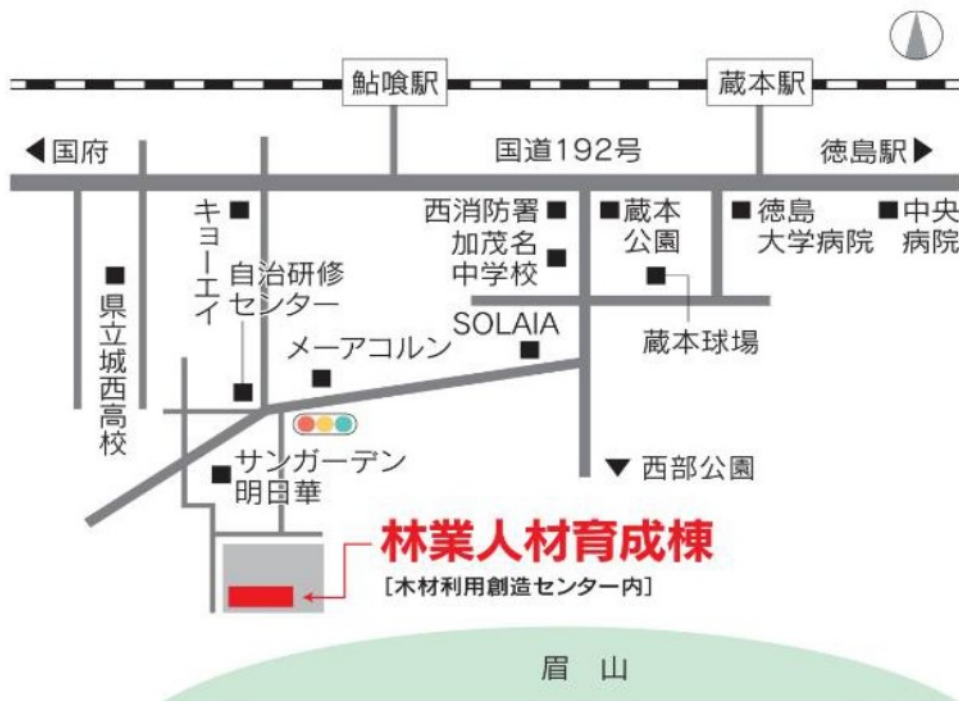 鮎喰駅
蔵本駅
◀国府
国道192号
徳島駅▶
キョーエイ
西消防署
加茂名
中学校
蔵本
公園
徳島
大学病院
中央
病院
県立城西高校
自治研修
センター
メーアコルン
SOLAIA
蔵本球場
サンガーデン
明日華
▼西部公園
林業人材育成棟
[木材利用創造センター内]
眉 山